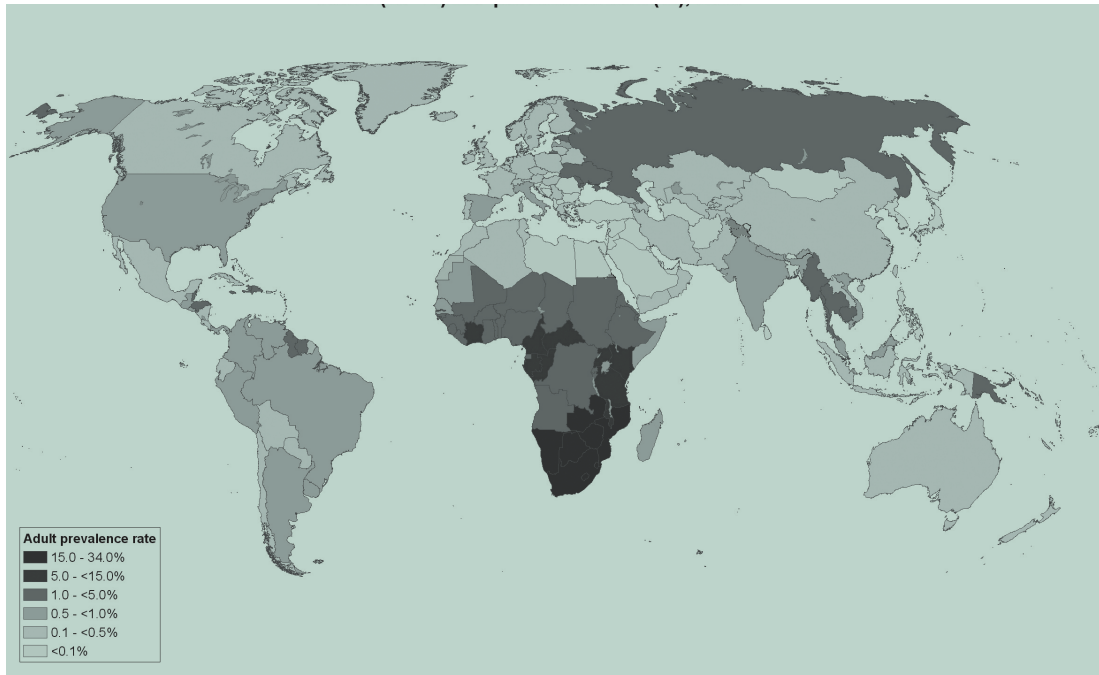 Adult prevalence rate
15.0 - 34.0%
5.0 - <15.0%
1.0 - <5.0%
0.5 - <1.0%
0.1 - <0.5%
<0.1%